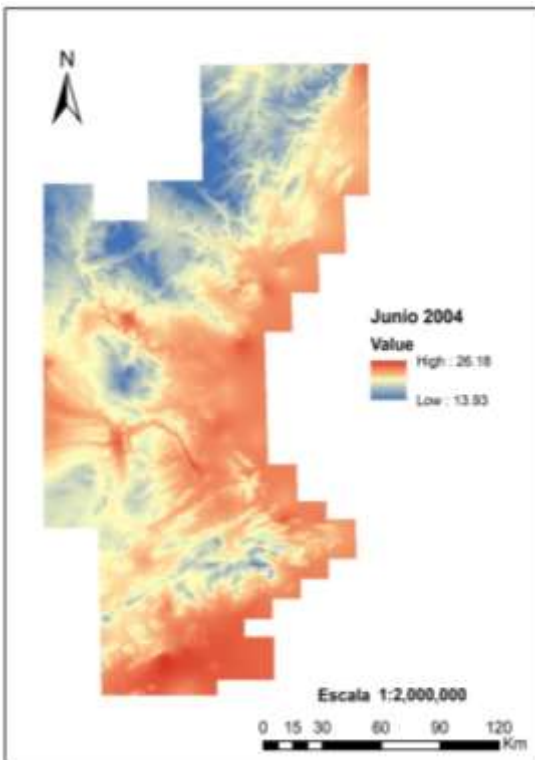 N
Junio 2004
Value
High : 26.18
Low : 13.93
Escala 1:2,000,000
0 15 30 60 90 120
Km